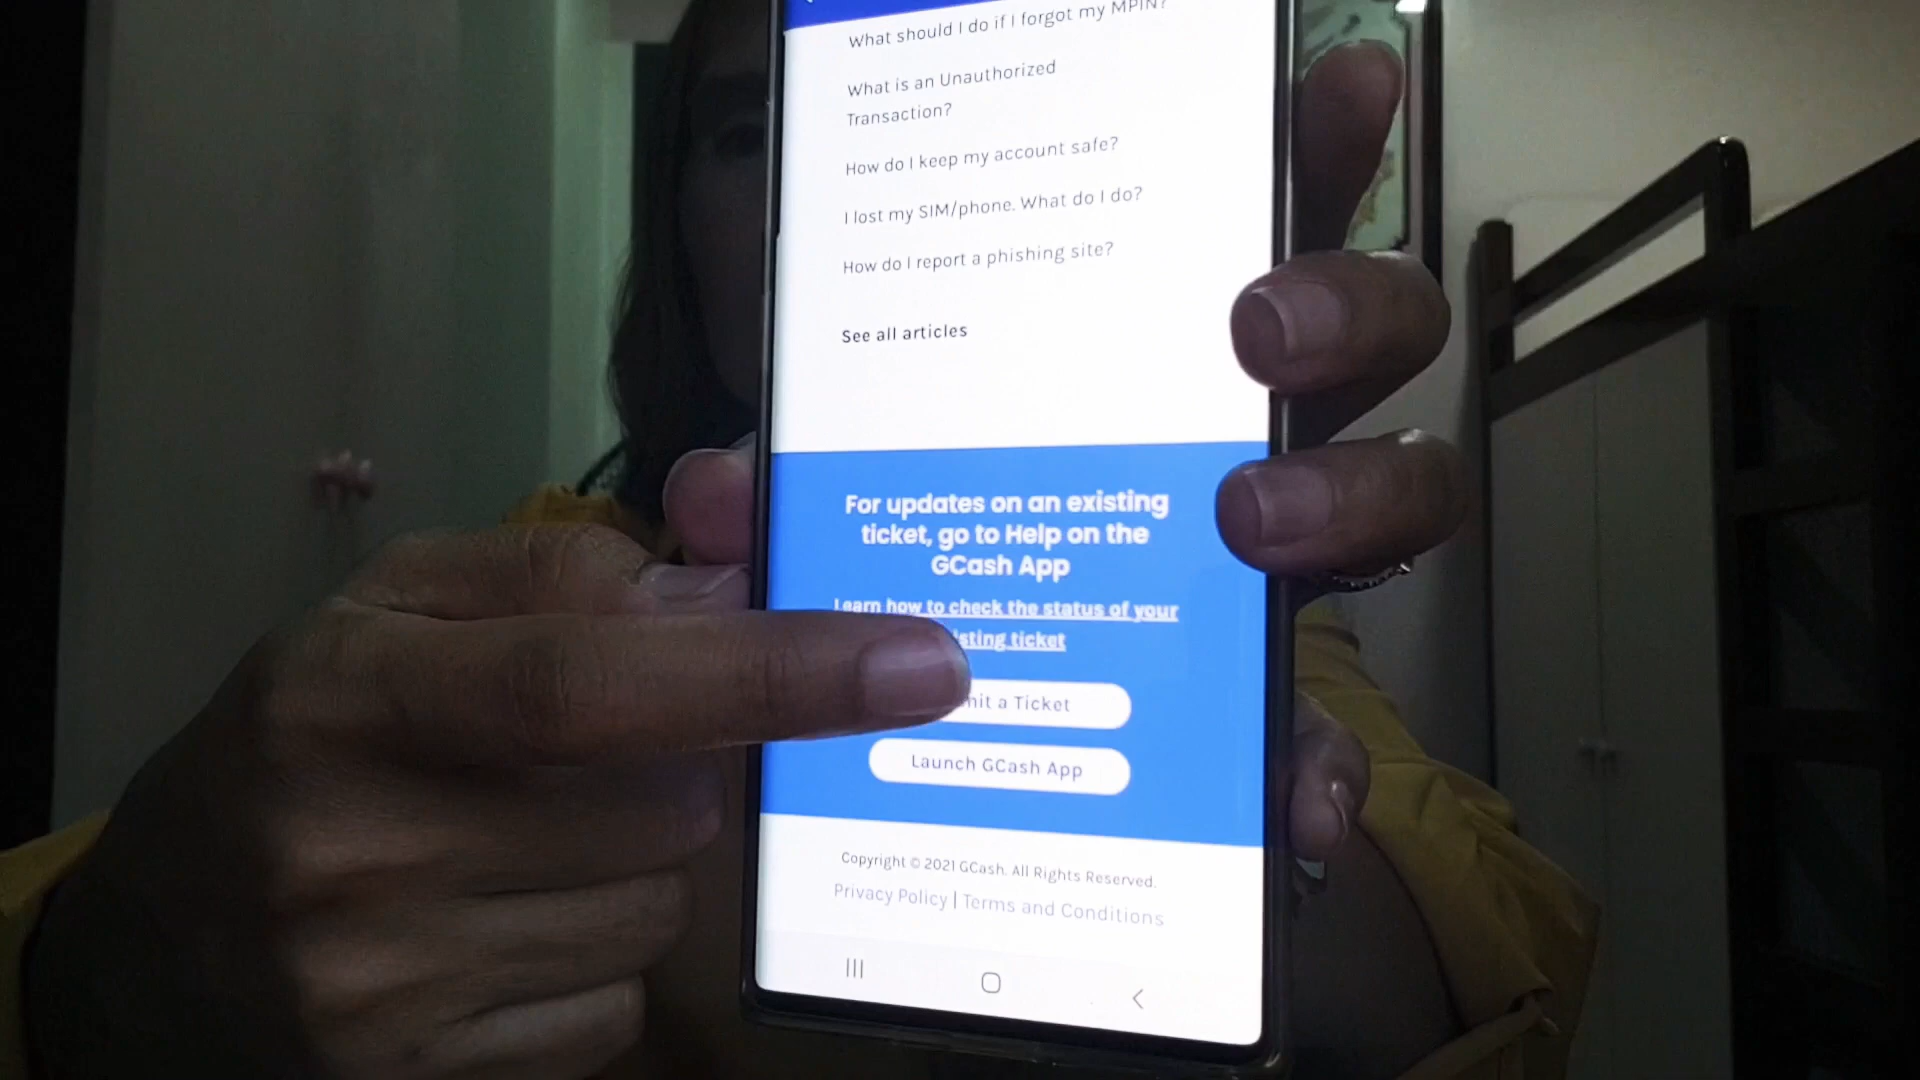 What should I do if I forgot my MPIN?
What is an Unauthorized
Transaction?
How do I keep my account safe?
I lost my SIM/phone. What do I do?
How do I report a phishing site?
See all articles
For updates on an existing
ticket, go to Help on the
GCash App
Learn how to check the status of your
isting ticket
mit a Ticket
Launch GCash App
Copyright © 2021 GCash. All Rights Reserved.
Privacy Policy | Terms and Conditions